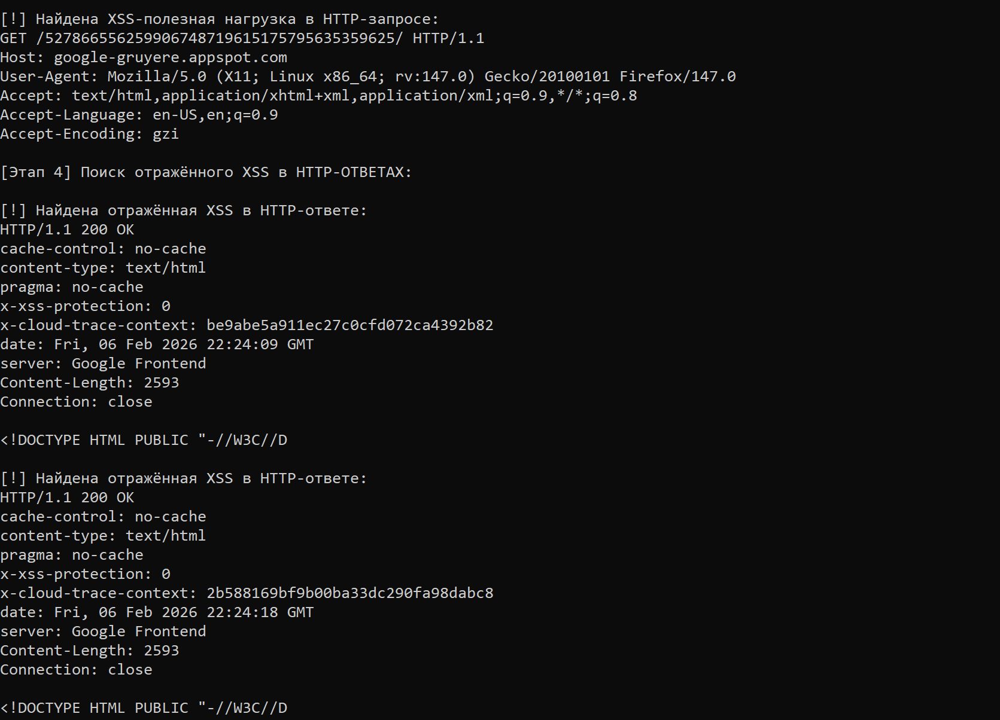 [!] Найдена XSS-полезная нагрузка в HTTP-запросе:
GET /527866556259906748719615175795635359625/ HTTP/1.1
Host: google-gruyere.appspot.com
User-Agent: Mozilla/5.0 (X11; Linux x86_64; rv:147.0) Gecko/20100101 Firefox/147.0
Accept: text/html,application/xhtml+xml,application/xml;q=0.9,*/*;q=0.8
Accept-Language: en-US,en;q=0.9
Accept-Encoding: gzi
[Этап 4] Поиск отражённого XSS в HTTP-ОТВЕТАХ:
[!] Найдена отражённая XSS в HTTP-ответе:
HTTP/1.1 200 OK
cache-control: no-cache
content-type: text/html
pragma: no-cache
x-xss-protection: 0
x-cloud-trace-context: be9abe5a911ec27c0cfd072ca4392b82
date: Fri, 06 Feb 2026 22:24:09 GMT
server: Google Frontend
Content-Length: 2593
Connection: close
<!DOCTYPE HTML PUBLIC "-//W3C//D
[!] Найдена отражённая XSS в HTTP-ответе:
HTTP/1.1 200 OK
cache-control: no-cache
content-type: text/html
pragma: no-cache
x-xss-protection: 0
x-cloud-trace-context: 2b588169bf9b00ba33dc290fa98dabc8
date: Fri, 06 Feb 2026 22:24:18 GMT
server: Google Frontend
Content-Length: 2593
Connection: close
<!DOCTYPE HTML PUBLIC "-//W3C//D